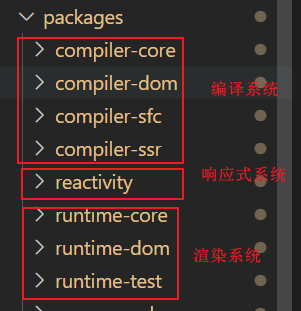 packages
compiler-core
compiler-dom
编译系统
compiler-sfc
compiler-ssr
reactivity
响应式系统
runtime-core
runtime-dom
渲染系统
runtime-test